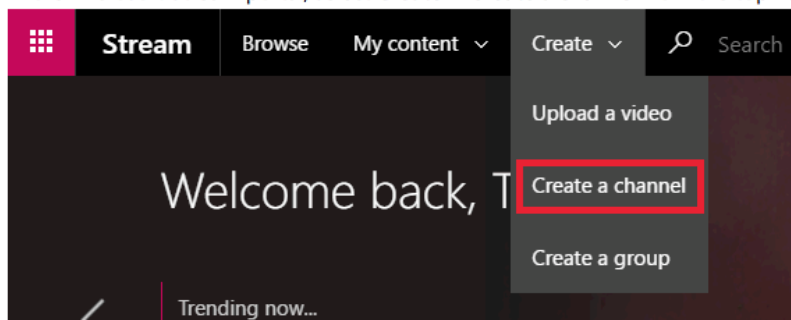 Stream Browse My content Create Search
Upload a video
Welcome back, T
Create a channel
Create a group
Trending now...